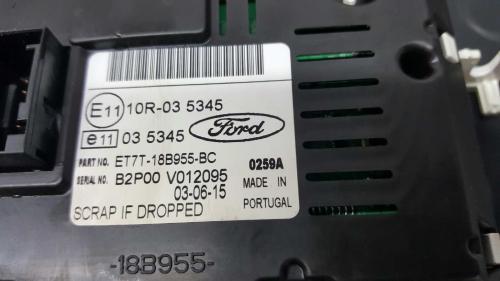 E11 10R-03 5345
e11 03 5345 Ford
PART NO. ET7T-18B955-BC 0259A
SERIAL NO. B2P00 V012095 MADE IN
03-06-15 PORTUGAL
SCRAP IF DROPPED
-18B955-